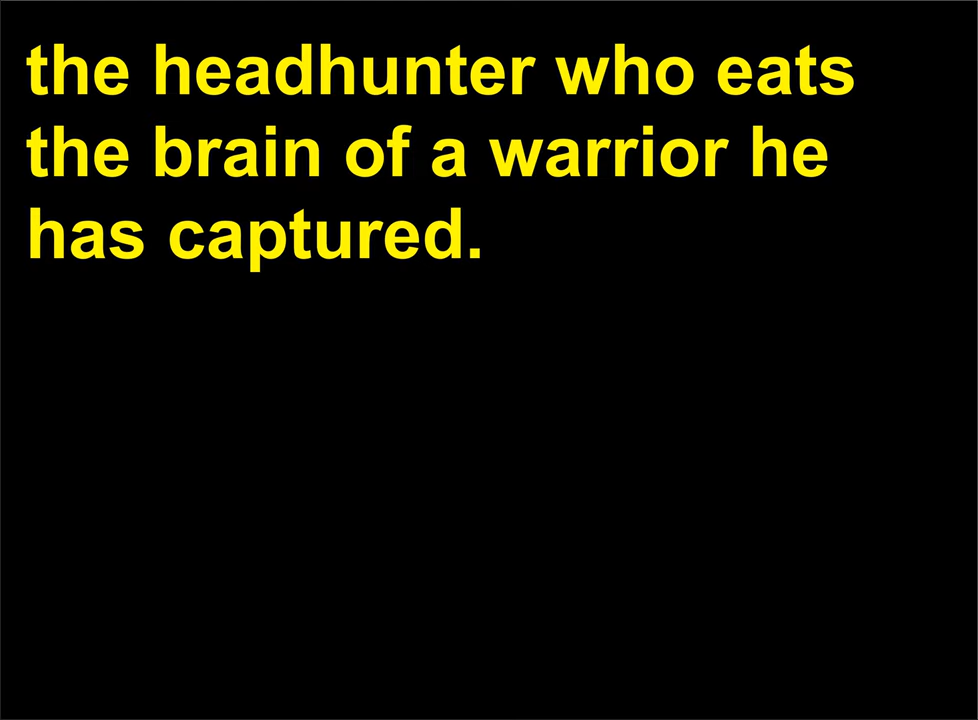 the headhunter who eats
the brain of a warrior he
has captured.